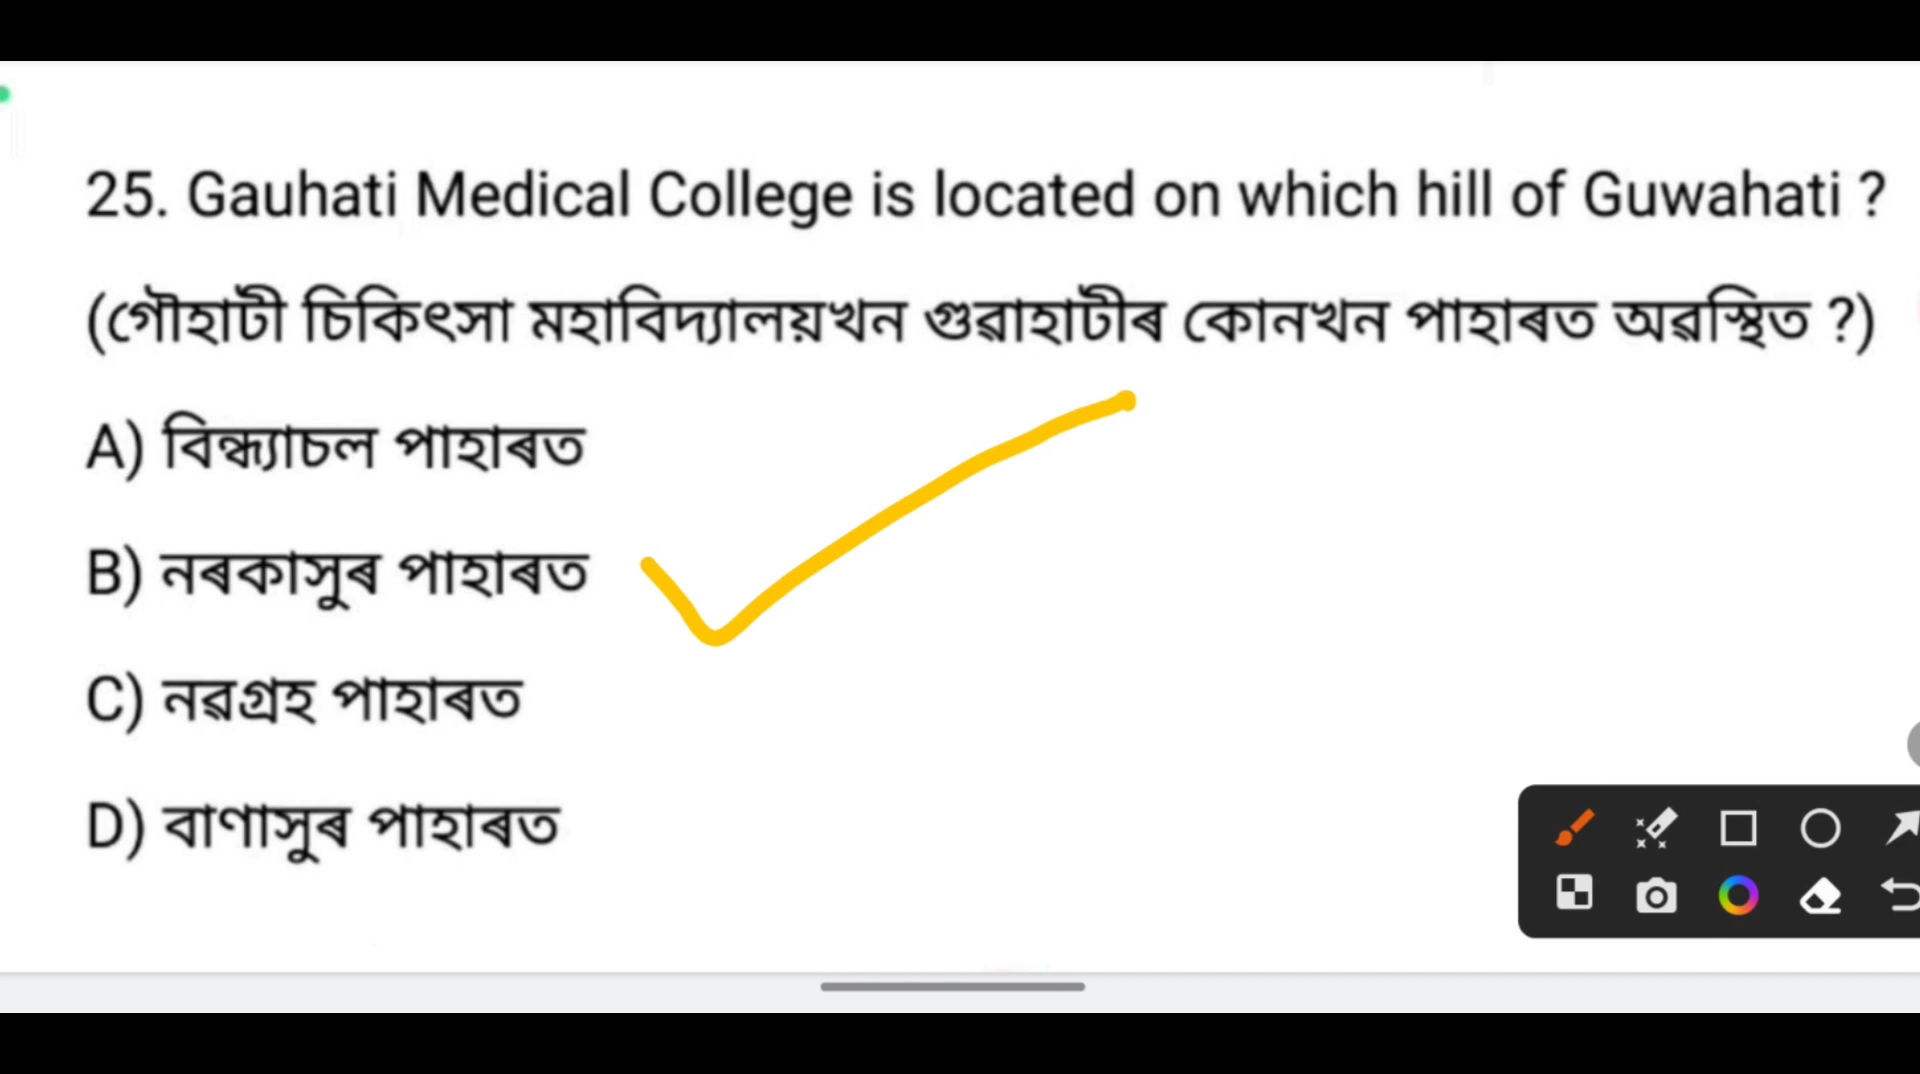 25. Gauhati Medical College is located on which hill of Guwahati ?
(গৌহাটী চিকিৎসা মহাবিদ্যালয়খন গুৱাহাটীৰ কোনখন পাহাৰত অৱস্থিত ?)
A) বিন্ধ্যাচল পাহাৰত
B) নৰকাসুৰ পাহাৰত
C) নৱগ্ৰহ পাহাৰত
D) বাণাসুৰ পাহাৰত